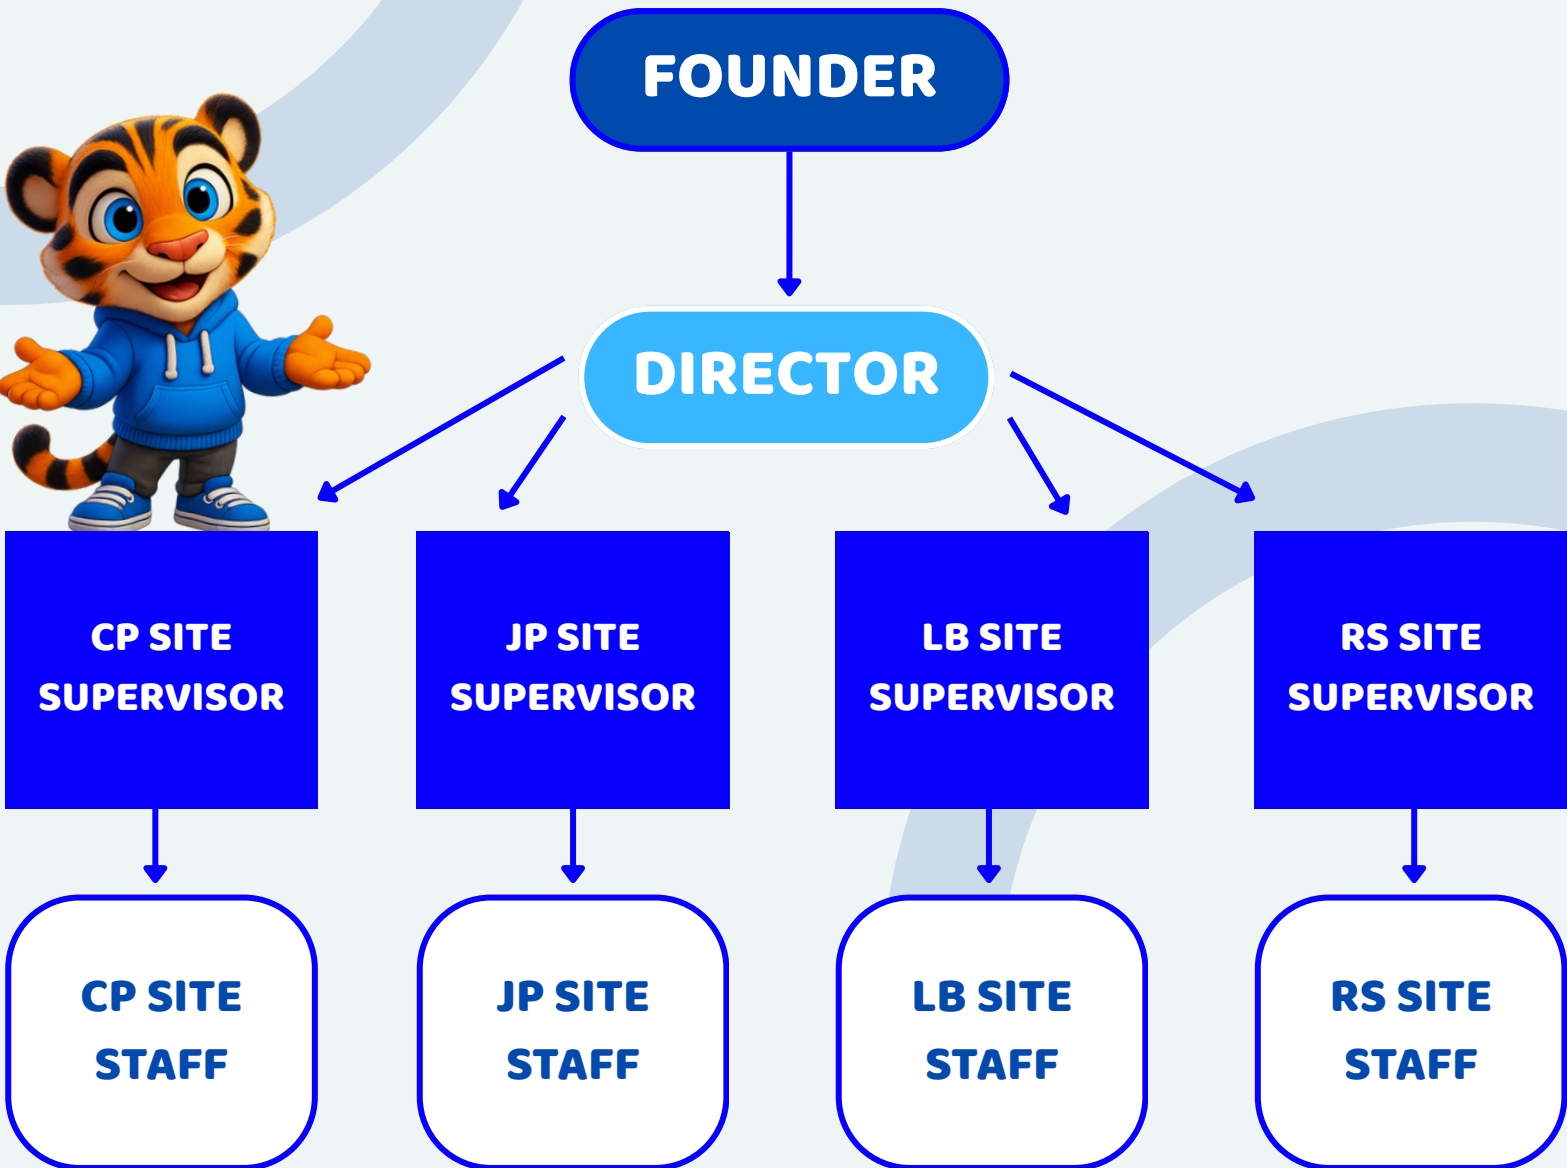 FOUNDER
DIRECTOR
CP SITE
SUPERVISOR
JP SITE
SUPERVISOR
LB SITE
SUPERVISOR
RS SITE
SUPERVISOR
CP SITE
STAFF
JP SITE
STAFF
LB SITE
STAFF
RS SITE
STAFF